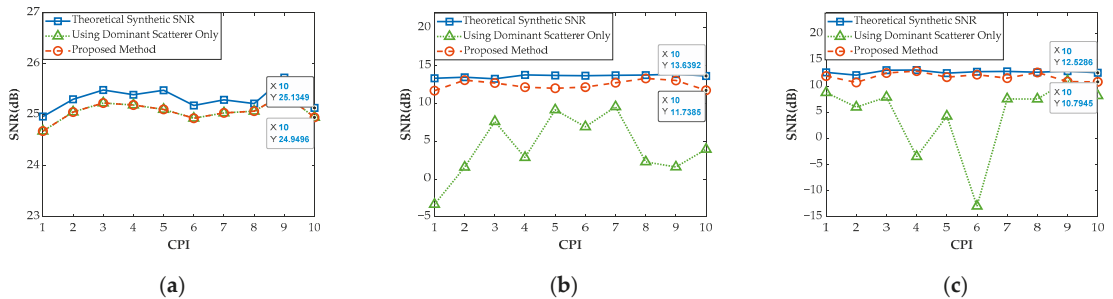 27
26
25
24
23
SNR(dB)
Theoretical Synthetic SNR
Using Dominant Scatterer Only
Proposed Method
X 10
Y 25.1349
X 10
Y 24.9496
1 2 3 4 5 6 7 8 9 10
CPI
(a)
20
15
10
5
0
−5
SNR(dB)
Theoretical Synthetic SNR
Using Dominant Scatterer Only
Proposed Method
X 10
Y 13.6392
X 10
Y 11.7385
1 2 3 4 5 6 7 8 9 10
CPI
(b)
20
15
10
5
0
−5
−10
−15
SNR(dB)
Theoretical Synthetic SNR
Using Dominant Scatterer Only
Proposed Method
X 10
Y 12.5286
X 10
Y 10.7945
1 2 3 4 5 6 7 8 9 10
CPI
(c)